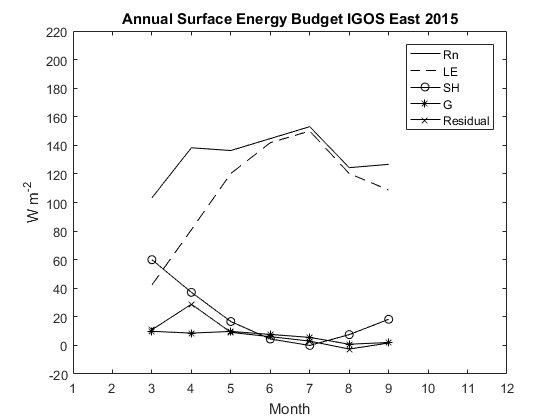 Annual Surface Energy Budget IGOS East 2015
220
200
180
160
140
120
100
80
60
40
20
0
-20
W m-2
Rn
LE
SH
G
Residual
1 2 3 4 5 6 7 8 9 10 11 12
Month